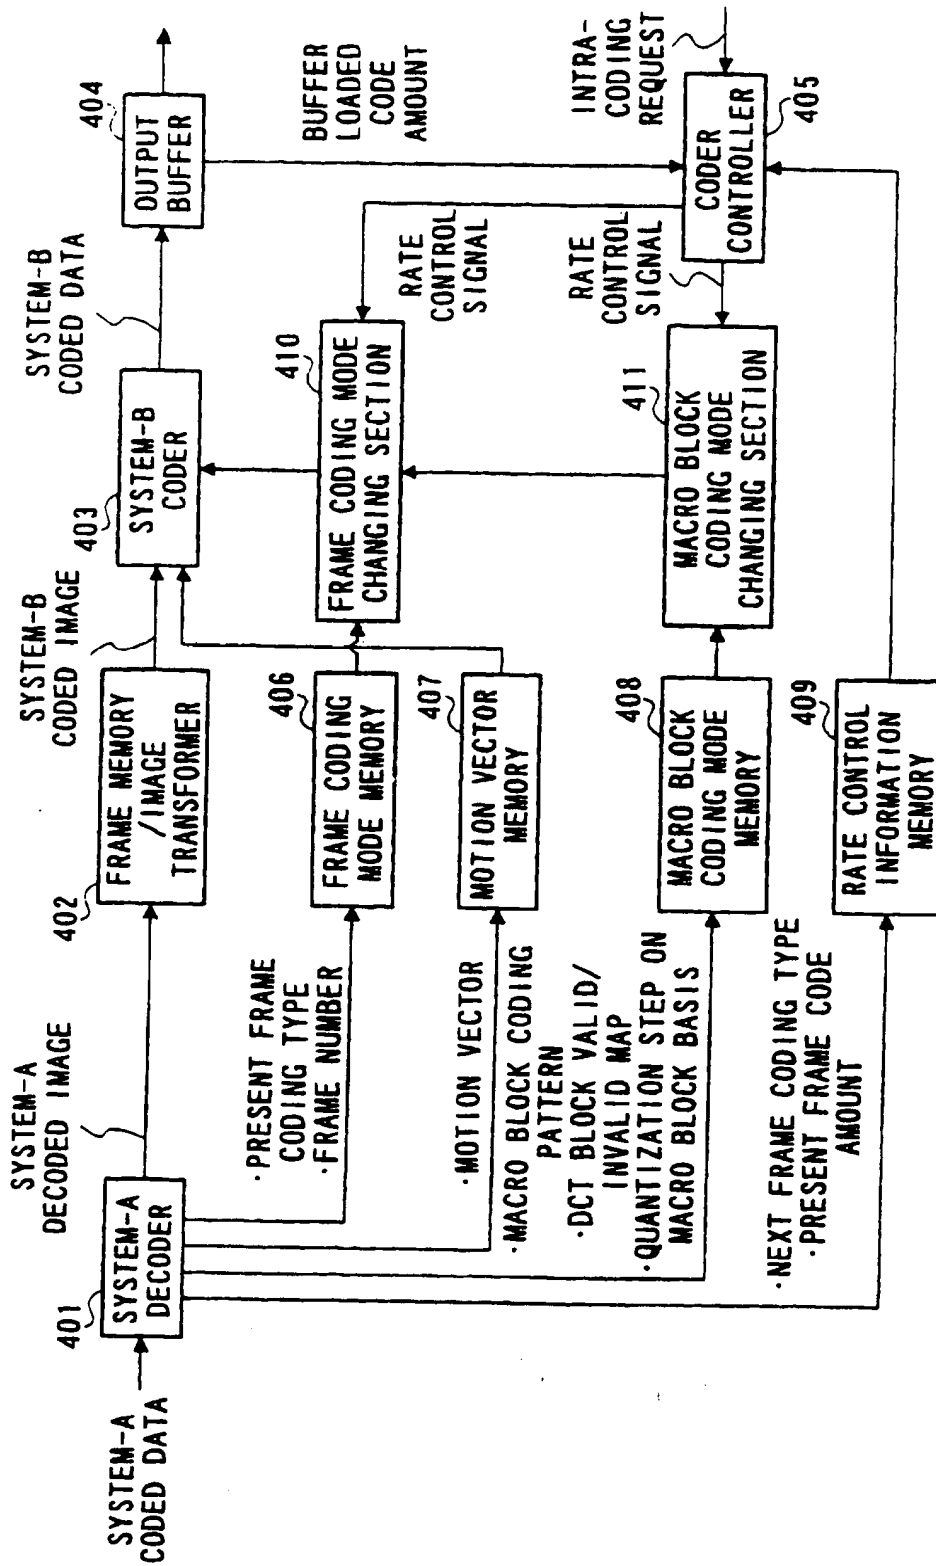 SYSTEM-A
CODED DATA
401
SYSTEM-A
DECODER
SYSTEM-A
DECODED IMAGE
402
FRAME MEMORY
/IMAGE
TRANSFORMER
SYSTEM-B
CODED IMAGE
403
SYSTEM-B
CODER
SYSTEM-B
CODED DATA
404
OUTPUT
BUFFER
·PRESENT FRAME
CODING TYPE
·FRAME NUMBER
406
FRAME CODING
MODE MEMORY
410
FRAME CODING MODE
CHANGING SECTION
RATE
CONTROL
SIGNAL
BUFFER
LOADED
CODE
AMOUNT
·MOTION VECTOR
407
MOTION VECTOR
MEMORY
·MACRO BLOCK CODING
PATTERN
·DCT BLOCK VALID/
INVALID MAP
·QUANTIZATION STEP ON
MACRO BLOCK BASIS
408
MACRO BLOCK
CODING MODE
MEMORY
411
MACRO BLOCK
CODING MODE
CHANGING SECTION
RATE
CONTROL
SIGNAL
CODER
CONTROLLER
405
INTRA-
CODING
REQUEST
·NEXT FRAME CODING TYPE
·PRESENT FRAME CODE
AMOUNT
409
RATE CONTROL
INFORMATION
MEMORY